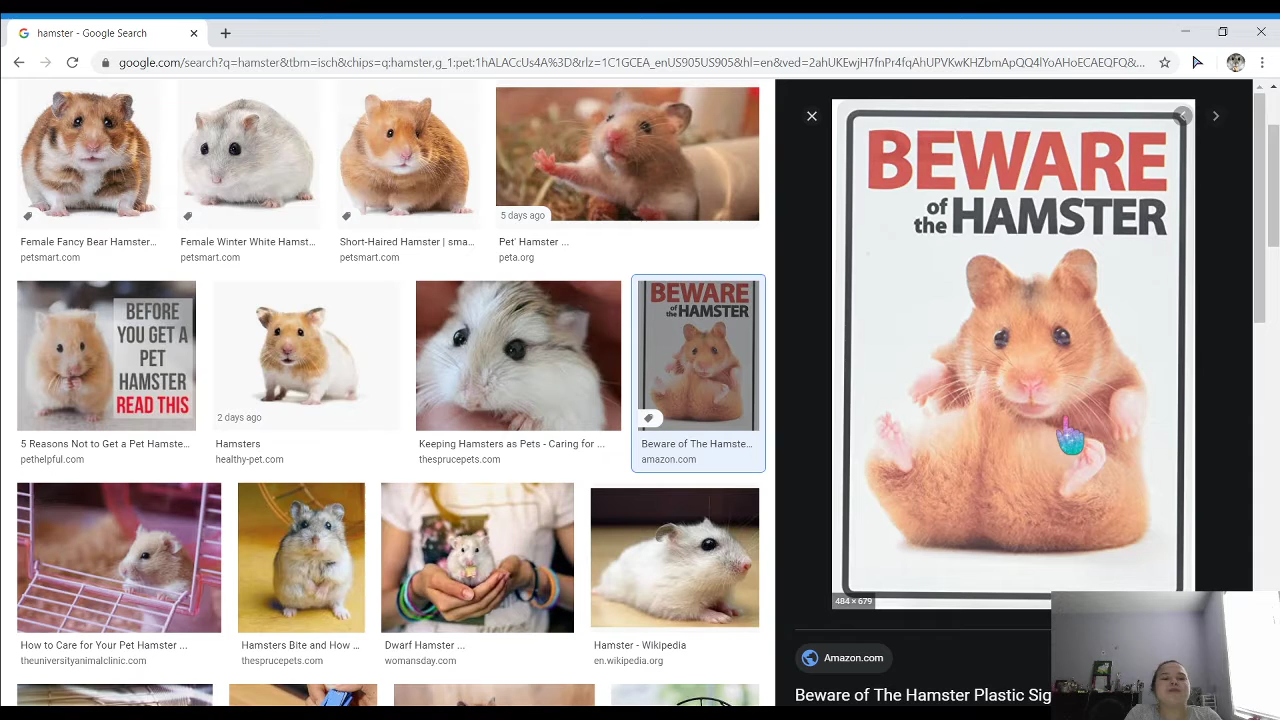 hamster - Google Search
google.com/search?q=hamster&tbm=isch&chips=q:hamster,g_1:pet:1hALACcUs4A%3D&rlz=1C1GCEA_enUS905US905&hl=en&ved=2ahUKEwjH7fnPr4fqAhUPVKwKHZbmApQQ4lYoAHoECAEQFQ&...
Female Fancy Bear Hamster...
petsmart.com
Female Winter White Hamst...
petsmart.com
Short-Haired Hamster | sma...
petsmart.com
5 days ago
Pet' Hamster ...
peta.org
BEFORE
YOU GET A
PET
HAMSTER
READ THIS
5 Reasons Not to Get a Pet Hamste...
pethelpful.com
2 days ago
Hamsters
healthy-pet.com
Keeping Hamsters as Pets - Caring for ...
thesprucepets.com
BEWARE
of
the HAMSTER
Beware of The Hamste...
amazon.com
How to Care for Your Pet Hamster ...
theuniversityanimalclinic.com
Hamsters Bite and How ...
thesprucepets.com
Dwarf Hamster ...
womansday.com
Hamster - Wikipedia
en.wikipedia.org
BEWARE
of
the HAMSTER
484 × 679
Amazon.com
Beware of The Hamster Plastic Sig